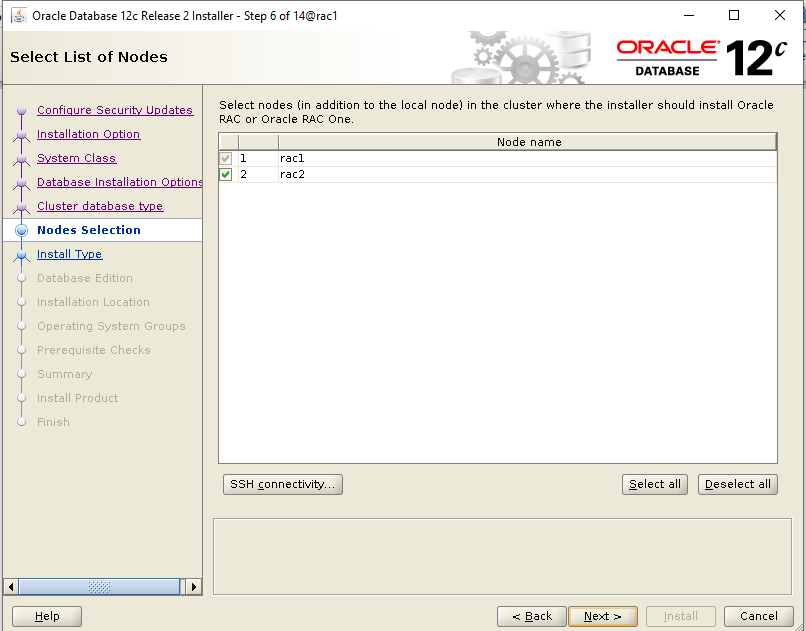 Oracle Database 12c Release 2 Installer - Step 6 of 14@rac1
Select List of Nodes
ORACLE®
DATABASE
12c
Configure Security Updates
Installation Option
System Class
Database Installation Options
Cluster database type
Nodes Selection
Install Type
Database Edition
Installation Location
Operating System Groups
Prerequisite Checks
Summary
Install Product
Finish
Select nodes (in addition to the local node) in the cluster where the installer should install Oracle
RAC or Oracle RAC One.
Node name
1 rac1
2 rac2
SSH connectivity... Select all Deselect all
Help < Back Next > Install Cancel